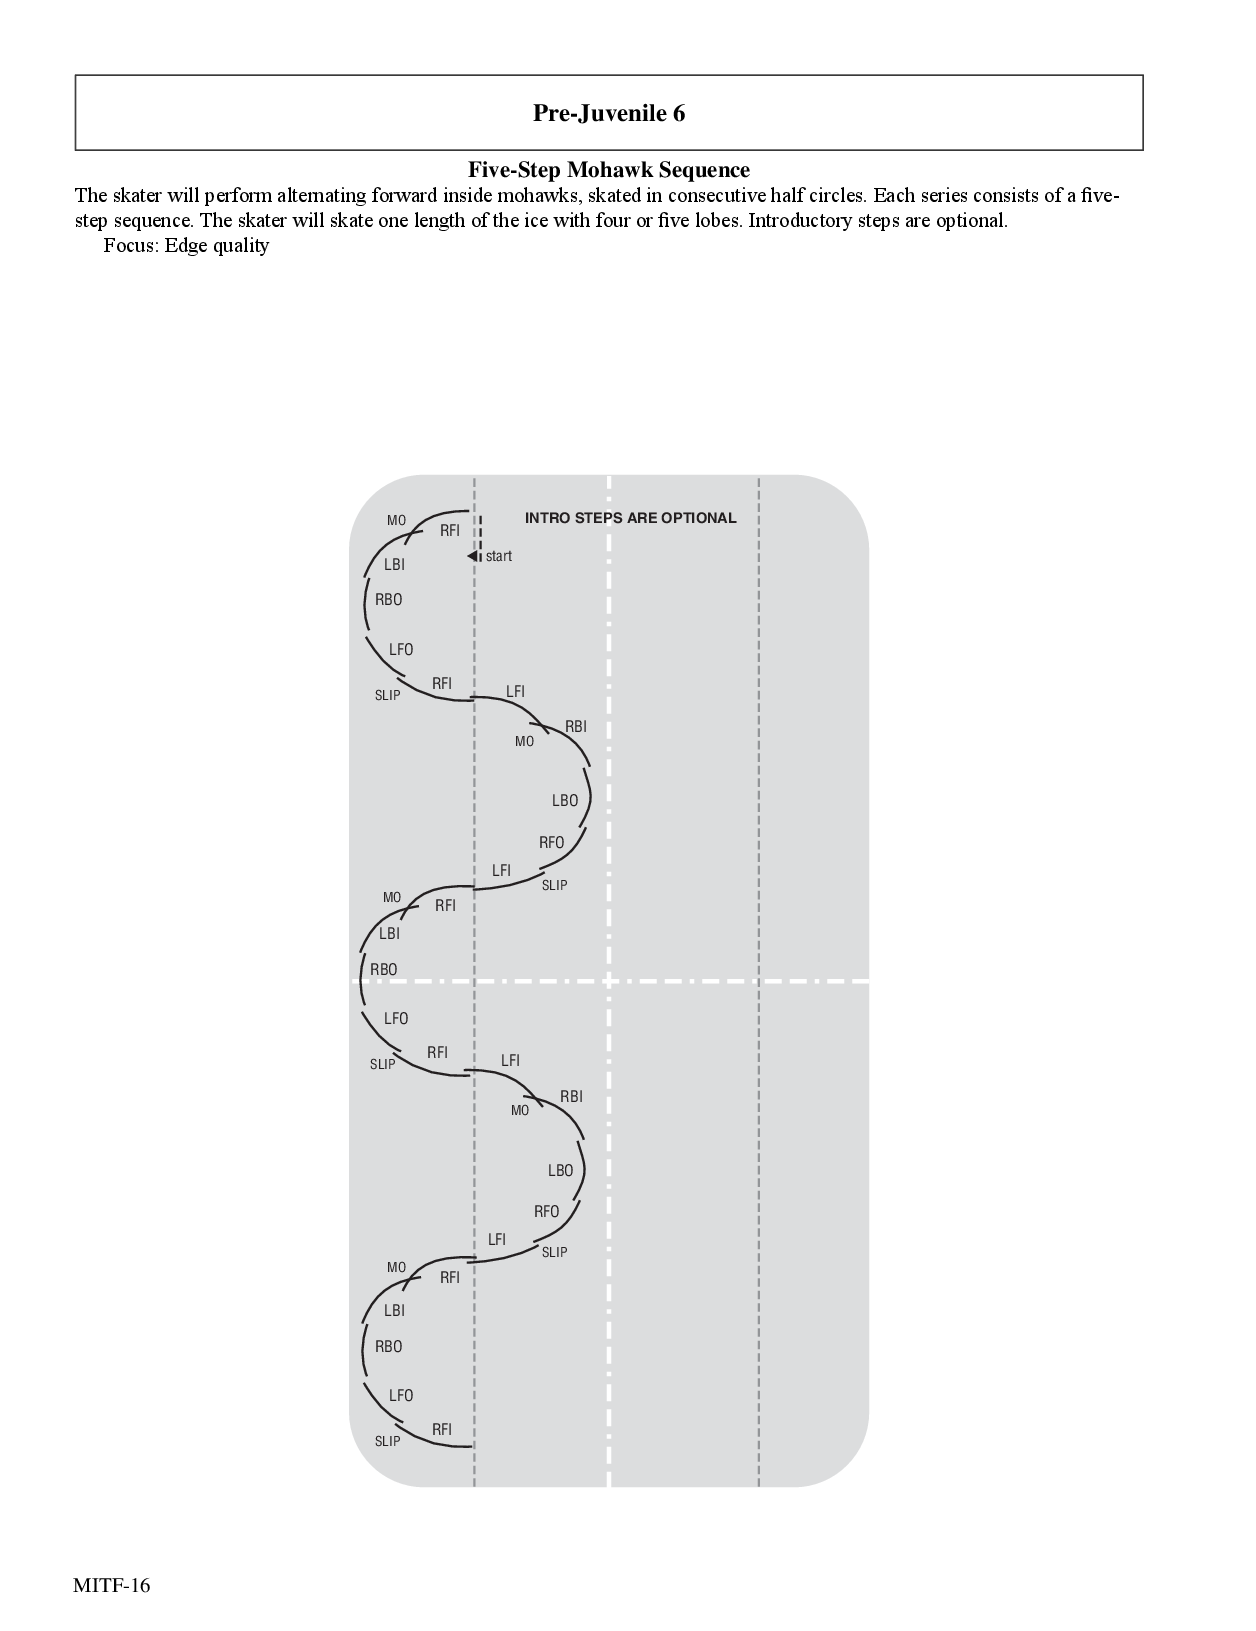 Pre-Juvenile 6
Five-Step Mohawk Sequence
The skater will perform alternating forward inside mohawks, skated in consecutive half circles. Each series consists of a five-
step sequence. The skater will skate one length of the ice with four or five lobes. Introductory steps are optional.
Focus: Edge quality
INTRO STEPS ARE OPTIONAL
MO
RFI
start
LBI
RBO
LFO
RFI
SLIP
LFI
RBI
MO
LBO
RFO
LFI
SLIP
MO
RFI
LBI
RBO
LFO
RFI
SLIP
LFI
RBI
MO
LBO
RFO
LFI
SLIP
MO
RFI
LBI
RBO
LFO
RFI
SLIP
MITF-16